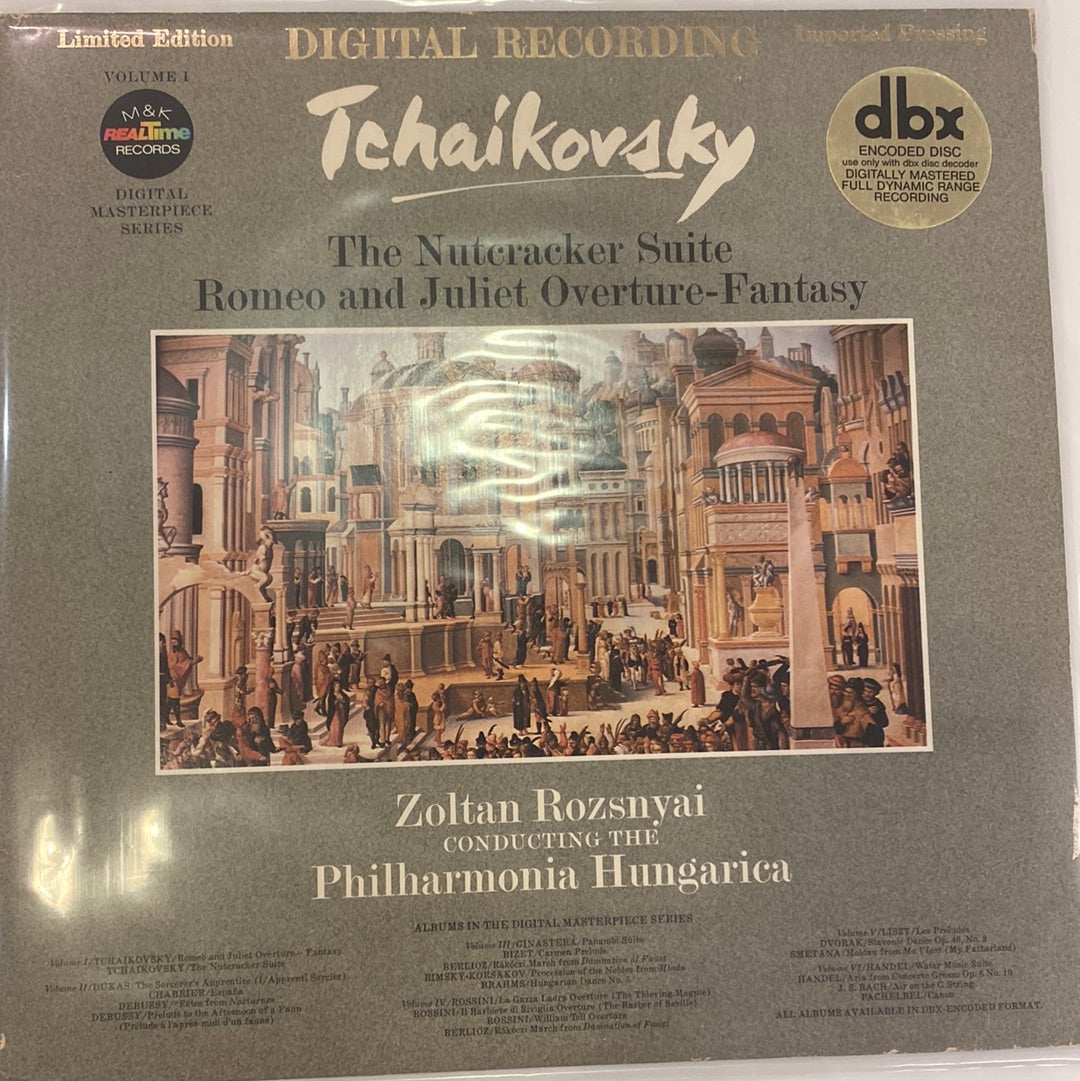 Limited Edition
DIGITAL RECORDING
Imported Pressing
VOLUME I
M&K
REALTime
RECORDS
DIGITAL
MASTERPIECE
SERIES
Tchaikovsky
dbx
ENCODED DISC
use only with dbx disc decoder
DIGITALLY MASTERED
FULL DYNAMIC RANGE
RECORDING
The Nutcracker Suite
Romeo and Juliet Overture-Fantasy
Zoltan Rozsnyai
CONDUCTING THE
Philharmonia Hungarica
ALBUMS IN THE DIGITAL MASTERPIECE SERIES
Volume I/TCHAIKOVSKY/Romeo and Juliet Overture—Fantasy
TCHAIKOVSKY/The Nutcracker Suite
Volume II/DUKAS/The Sorcerer's Apprentice (L'Apprenti Sorcier)
CHABRIER/España
DEBUSSY/"Fêtes from Nocturnes
DEBUSSY/Prelude to the Afternoon of a Faun
(Prélude à l'après-midi d'un faune)
Volume III/GINASTERA/Panambi Suite
BIZET/Carmen Prelude
BERLIOZ/Rákóczi March from Damnation of Faust
RIMSKY-KORSAKOV/Procession of the Nobles from Mlada
BRAHMS/Hungarian Dance No. 5
Volume IV/ROSSINI/La Gazza Ladra Overture (The Thieving Magpie)
ROSSINI/Il Barbiere di Siviglia Overture (The Barber of Seville)
ROSSINI/William Tell Overture
BERLIOZ/Rákóczi March from Damnation of Faust
Volume V/LISZT/Les Preludes
DVORAK/Slavonic Dance Op. 46, No. 8
SMETANA/Moldau from Ma Vlast (My Fatherland)
Volume VI/HANDEL/Water Music Suite
HANDEL/Aria from Concerto Grosso Op. 6 No. 10
J. S. BACH/Air on the G String
PACHELBEL/Canon
ALL ALBUMS AVAILABLE IN DBX-ENCODED FORMAT.